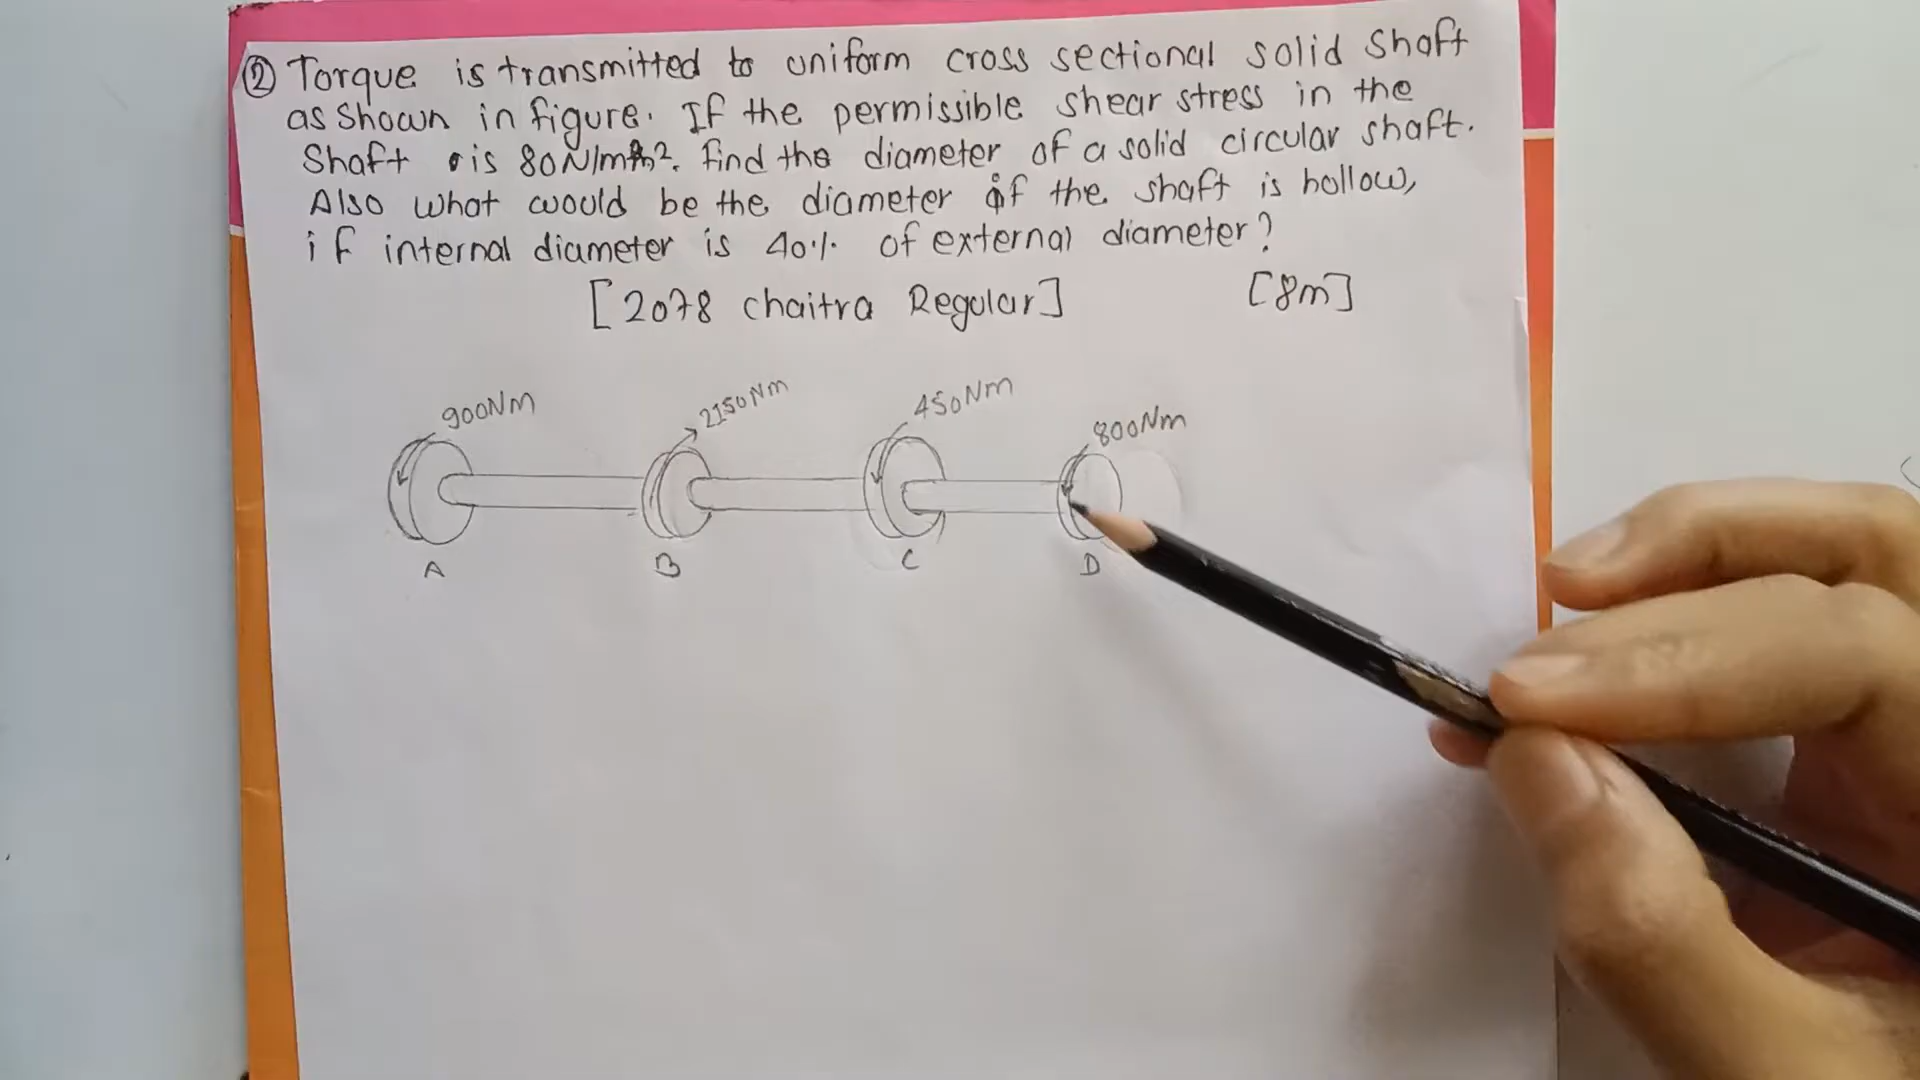 ② Torque is transmitted to uniform cross sectional solid shaft
as shown in figure. If the permissible shear stress in the
shaft is 80N/mm². Find the diameter of a solid circular shaft.
Also what would be the diameter if the shaft is hollow,
if internal diameter is 40% of external diameter?
[2078 chaitra Regular] [8m]
900Nm 2150Nm 450Nm 800Nm
A B C D